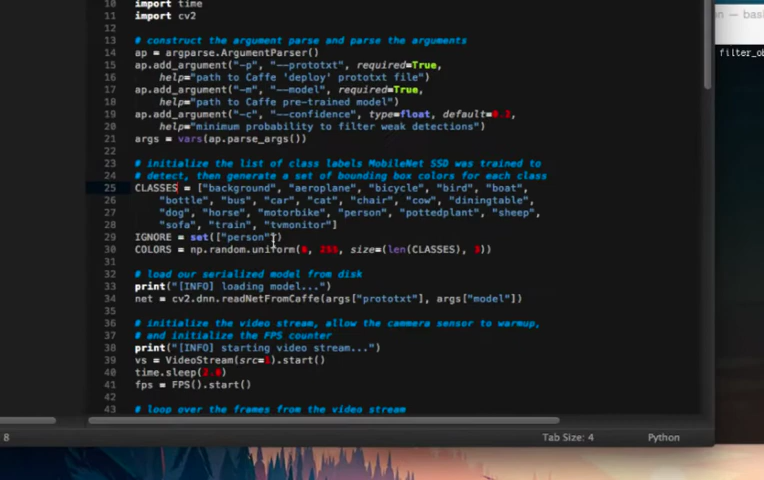 10 import time
11 import cv2
12
13 # construct the argument parse and parse the arguments
14 ap = argparse.ArgumentParser()
15 ap.add_argument("-p", "--prototxt", required=True,
16 help="path to Caffe 'deploy' prototxt file")
17 ap.add_argument("-m", "--model", required=True,
18 help="path to Caffe pre-trained model")
19 ap.add_argument("-c", "--confidence", type=float, default=0.2,
20 help="minimum probability to filter weak detections")
21 args = vars(ap.parse_args())
22
23 # initialize the list of class labels MobileNet SSD was trained to
24 # detect, then generate a set of bounding box colors for each class
25 CLASSES = ["background", "aeroplane", "bicycle", "bird", "boat",
26 "bottle", "bus", "car", "cat", "chair", "cow", "diningtable",
27 "dog", "horse", "motorbike", "person", "pottedplant", "sheep",
28 "sofa", "train", "tvmonitor"]
29 IGNORE = set(["person"])
30 COLORS = np.random.uniform(0, 255, size=(len(CLASSES), 3))
31
32 # load our serialized model from disk
33 print("[INFO] loading model...")
34 net = cv2.dnn.readNetFromCaffe(args["prototxt"], args["model"])
35
36 # initialize the video stream, allow the cammera sensor to warmup,
37 # and initialize the FPS counter
38 print("[INFO] starting video stream...")
39 vs = VideoStream(src=1).start()
40 time.sleep(2.0)
41 fps = FPS().start()
42
43 # loop over the frames from the video stream
8
Tab Size: 4
Python
filter_ob